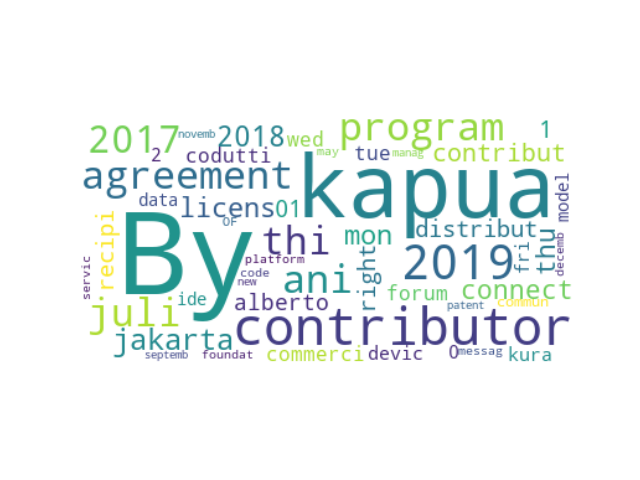 2017 novemb 2018 wed program 1
2 codutti may tue manag contribut
agreement data licens 01 kapua model
recipi By OF thi mon distribut
2019 fri thu decemb
servic platform ani right forum connect
code new patent commun
juli ide alberto contributor
jakarta commerci devic 0 messag kura
septemb foundat